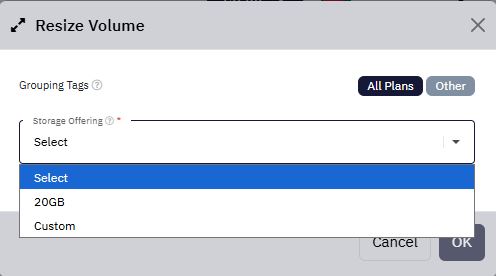 Resize Volume
Grouping Tags
All Plans
Other
Storage Offering *
Select
Select
20GB
Custom
Cancel
OK